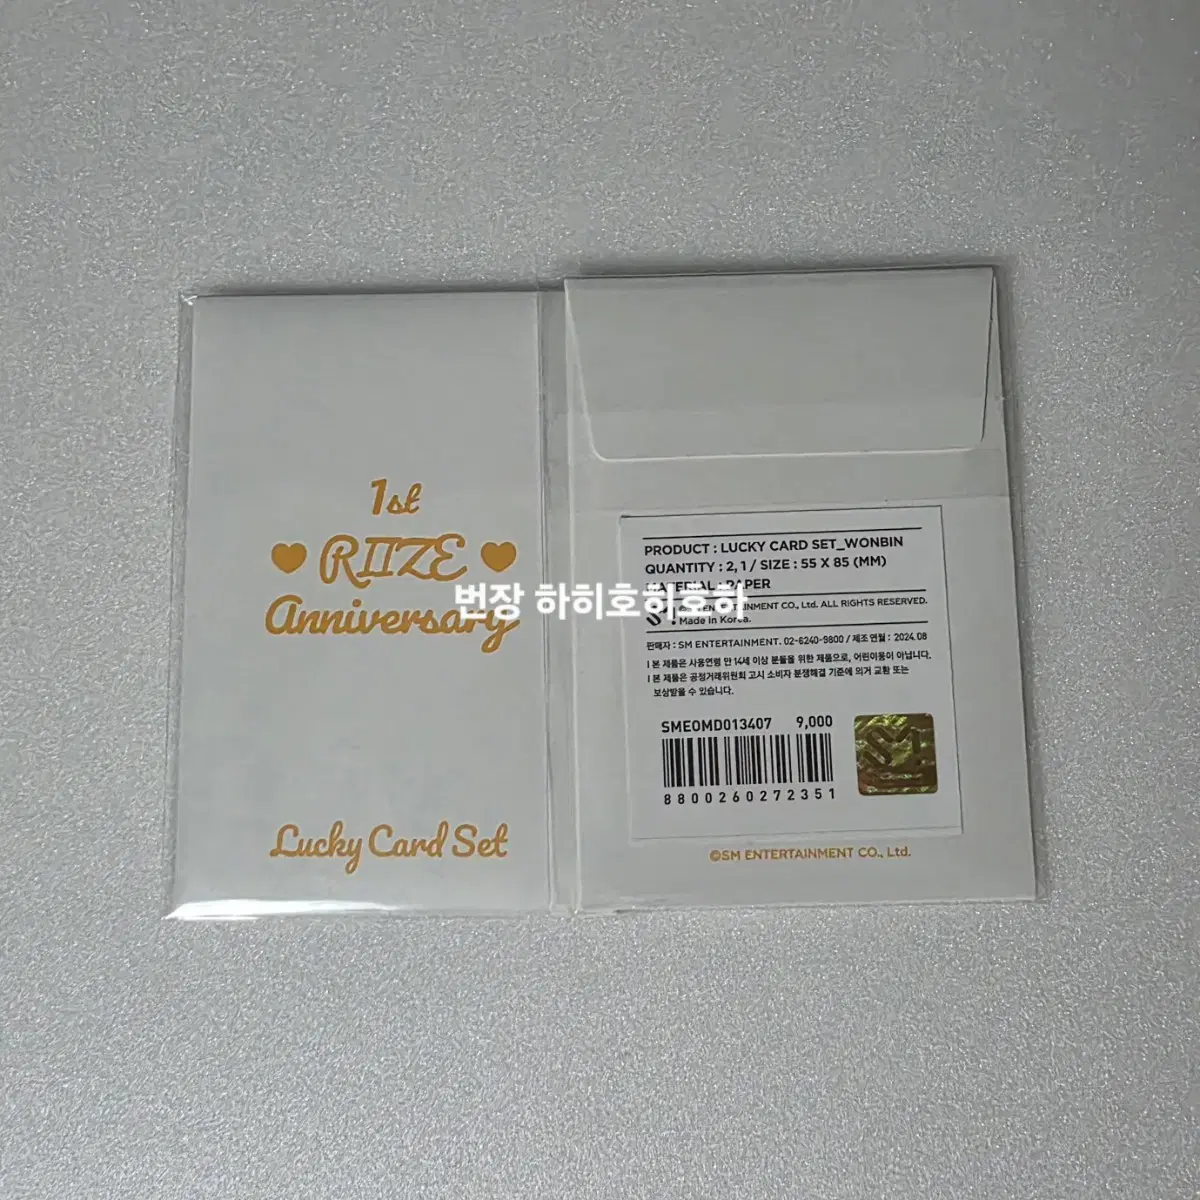 1st
♥ RIIZE ♥
Anniversary
Lucky Card Set
PRODUCT : LUCKY CARD SET_WONBIN
QUANTITY : 2, 1 / SIZE : 55 X 85 (MM)
MATERIAL : PAPER
번장 하히호히호하
ENTERTAINMENT CO., Ltd. ALL RIGHTS RESERVED.
Made in Korea.
판매자 : SM ENTERTAINMENT. 02-6240-9800 / 제조 연월 : 2024.08
l 본 제품은 사용연령 만 14세 이상 분들을 위한 제품으로, 어린이용이 아닙니다.
l 본 제품은 공정거래위원회 고시 소비자 분쟁해결 기준에 의거 교환 또는
보상받을 수 있습니다.
SMEOMD013407 9,000
8800260272351
©SM ENTERTAINMENT CO., Ltd.